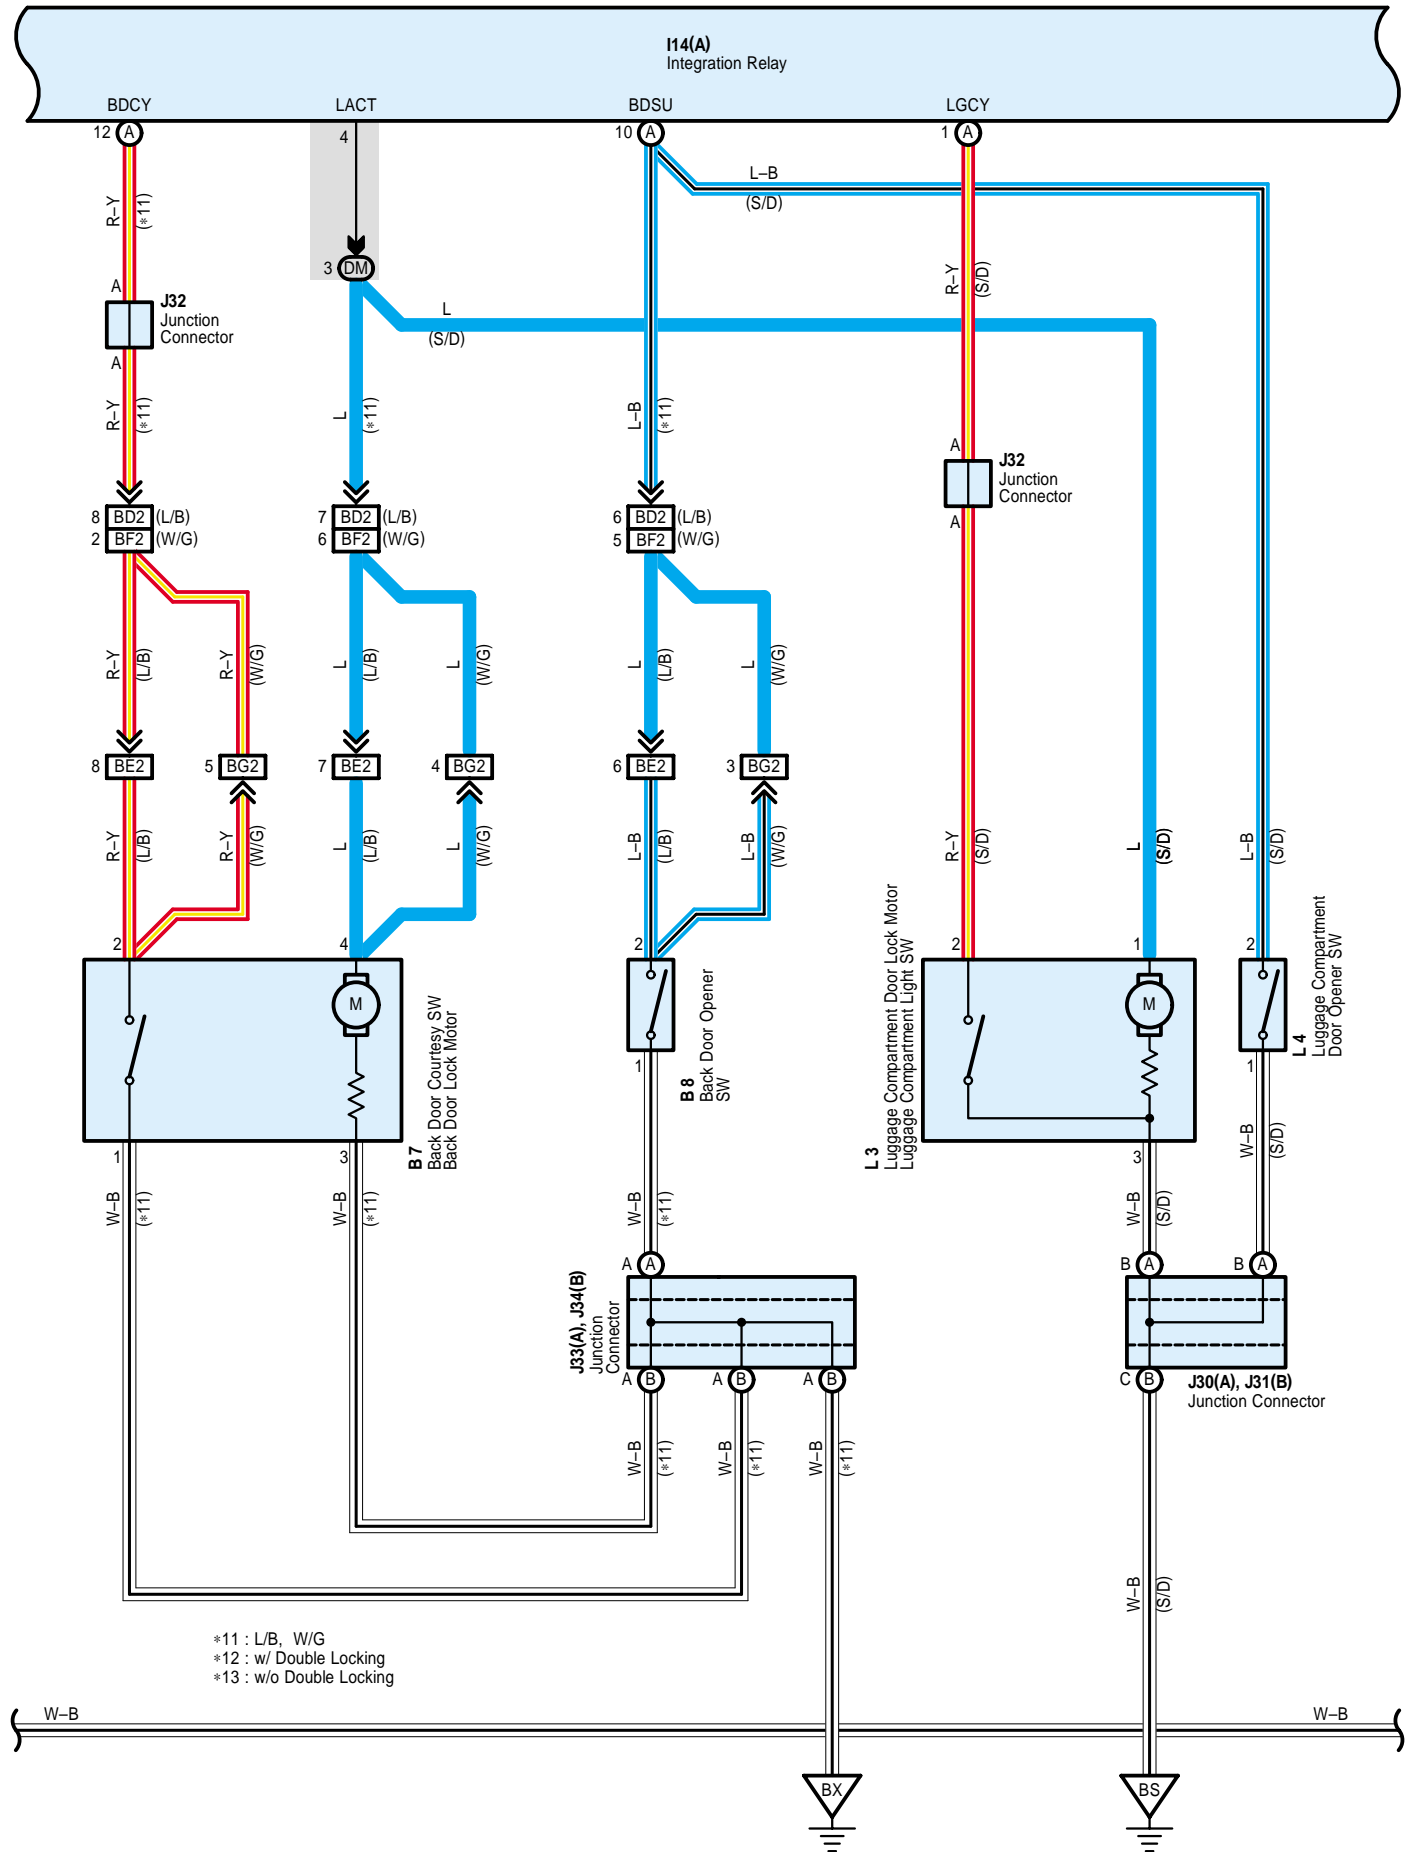 I14(A)
Integration Relay
BDCY
LACT
BDSU
LGCY
12 A
4
10 A
1 A
R–Y
(*11)
L–B
(S/D)
R–Y
(S/D)
3 DM
A
J32
Junction
Connector
A
L
(S/D)
R–Y
(*11)
L
(*11)
L–B
(*11)
A
J32
Junction
Connector
A
8 BD2 (L/B)
2 BF2 (W/G)
7 BD2 (L/B)
6 BF2 (W/G)
6 BD2 (L/B)
5 BF2 (W/G)
R–Y
(L/B)
R–Y
(W/G)
L
(L/B)
L
(W/G)
L
(L/B)
L
(W/G)
8 BE2
5 BG2
7 BE2
4 BG2
6 BE2
3 BG2
R–Y
(L/B)
R–Y
(W/G)
L
(L/B)
L
(W/G)
L–B
(L/B)
L–B
(W/G)
R–Y
(S/D)
L
(S/D)
L–B
(S/D)
2
4
2
2
1
2
M
M
B 7
Back Door Courtesy SW
Back Door Lock Motor
B 8
Back Door Opener
SW
L 3
Luggage Compartment Door Lock Motor
Luggage Compartment Light SW
L 4
Luggage Compartment
Door Opener SW
1
3
1
3
1
W–B
(*11)
W–B
(*11)
W–B
(*11)
W–B
(S/D)
W–B
(S/D)
A A
B A
B A
J33(A), J34(B)
Junction
Connector
A B
A B
A B
C B
J30(A), J31(B)
Junction Connector
W–B
(*11)
W–B
(*11)
W–B
(*11)
W–B
(S/D)
*11 : L/B, W/G
*12 : w/ Double Locking
*13 : w/o Double Locking
W–B
W–B
BX
BS